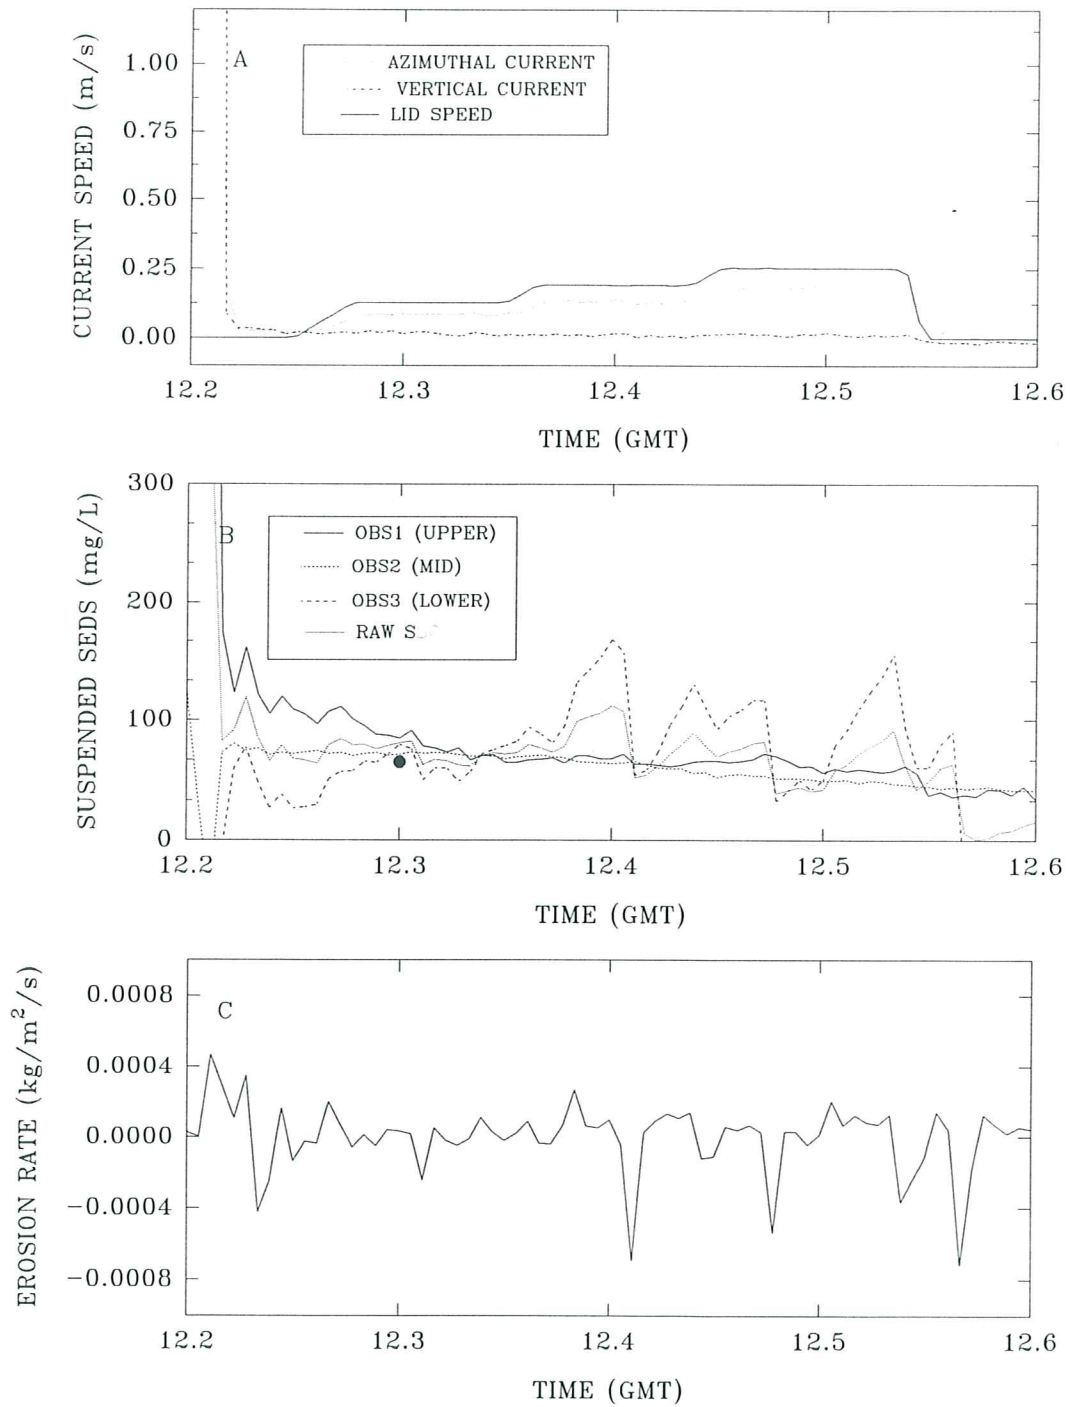 A
AZIMUTHAL CURRENT
VERTICAL CURRENT
LID SPEED
CURRENT SPEED (m/s)
1.00
0.75
0.50
0.25
0.00
12.2 12.3 12.4 12.5 12.6
TIME (GMT)
B
OBS1 (UPPER)
OBS2 (MID)
OBS3 (LOWER)
RAW
SUSPENDED SEDS (mg/L)
300
200
100
0
12.2 12.3 12.4 12.5 12.6
TIME (GMT)
C
EROSION RATE (kg/m²/s)
0.0008
0.0004
0.0000
−0.0004
−0.0008
12.2 12.3 12.4 12.5 12.6
TIME (GMT)